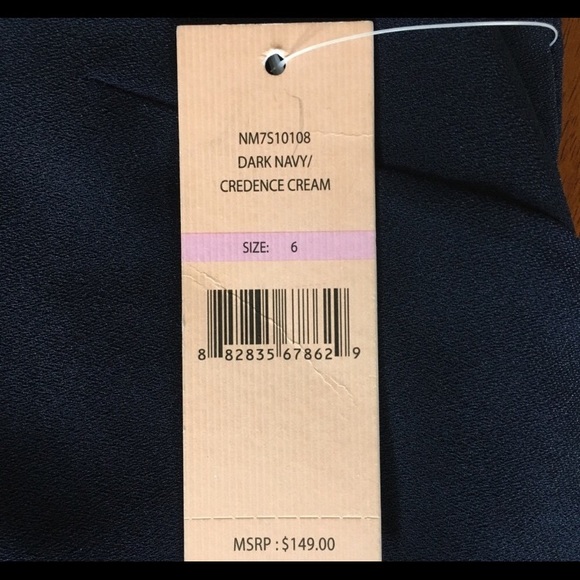 NM7S10108
DARK NAVY/
CREDENCE CREAM
SIZE: 6
8 82835 67862 9
MSRP : $149.00